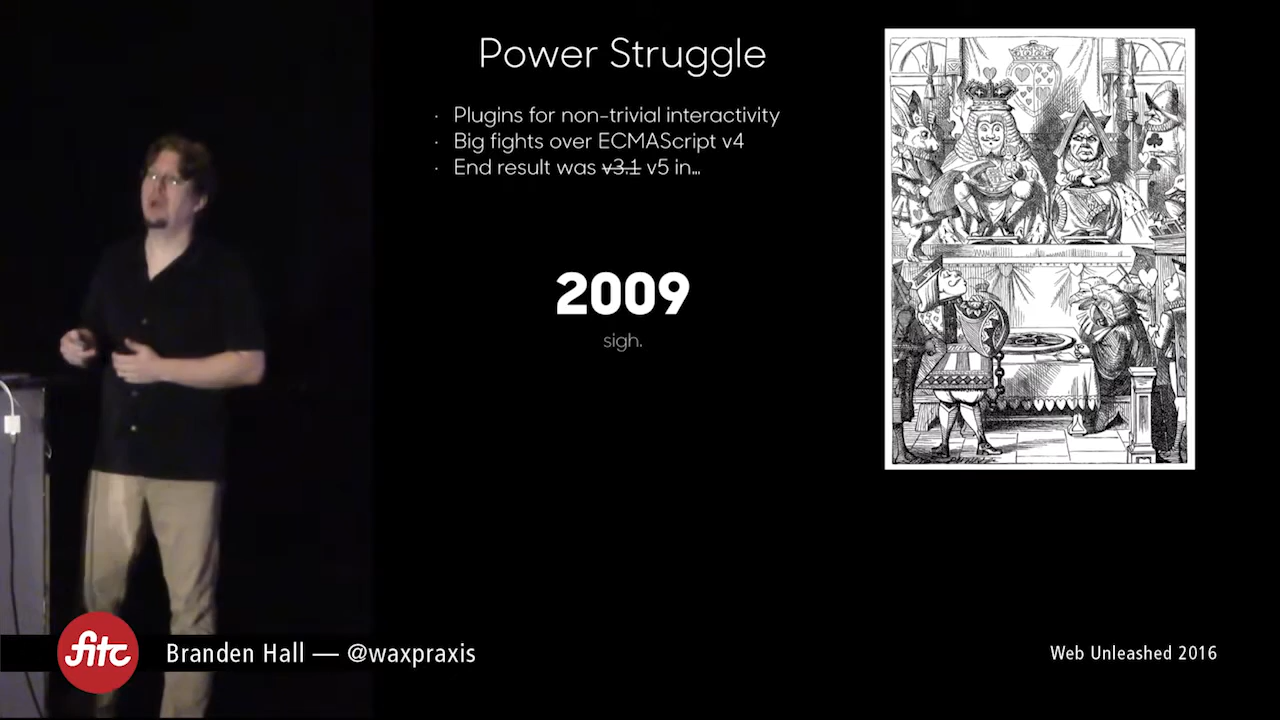 Power Struggle
· Plugins for non-trivial interactivity
· Big fights over ECMAScript v4
· End result was v3.1 v5 in…
2009
sigh.
fitc
Branden Hall — @waxpraxis
Web Unleashed 2016